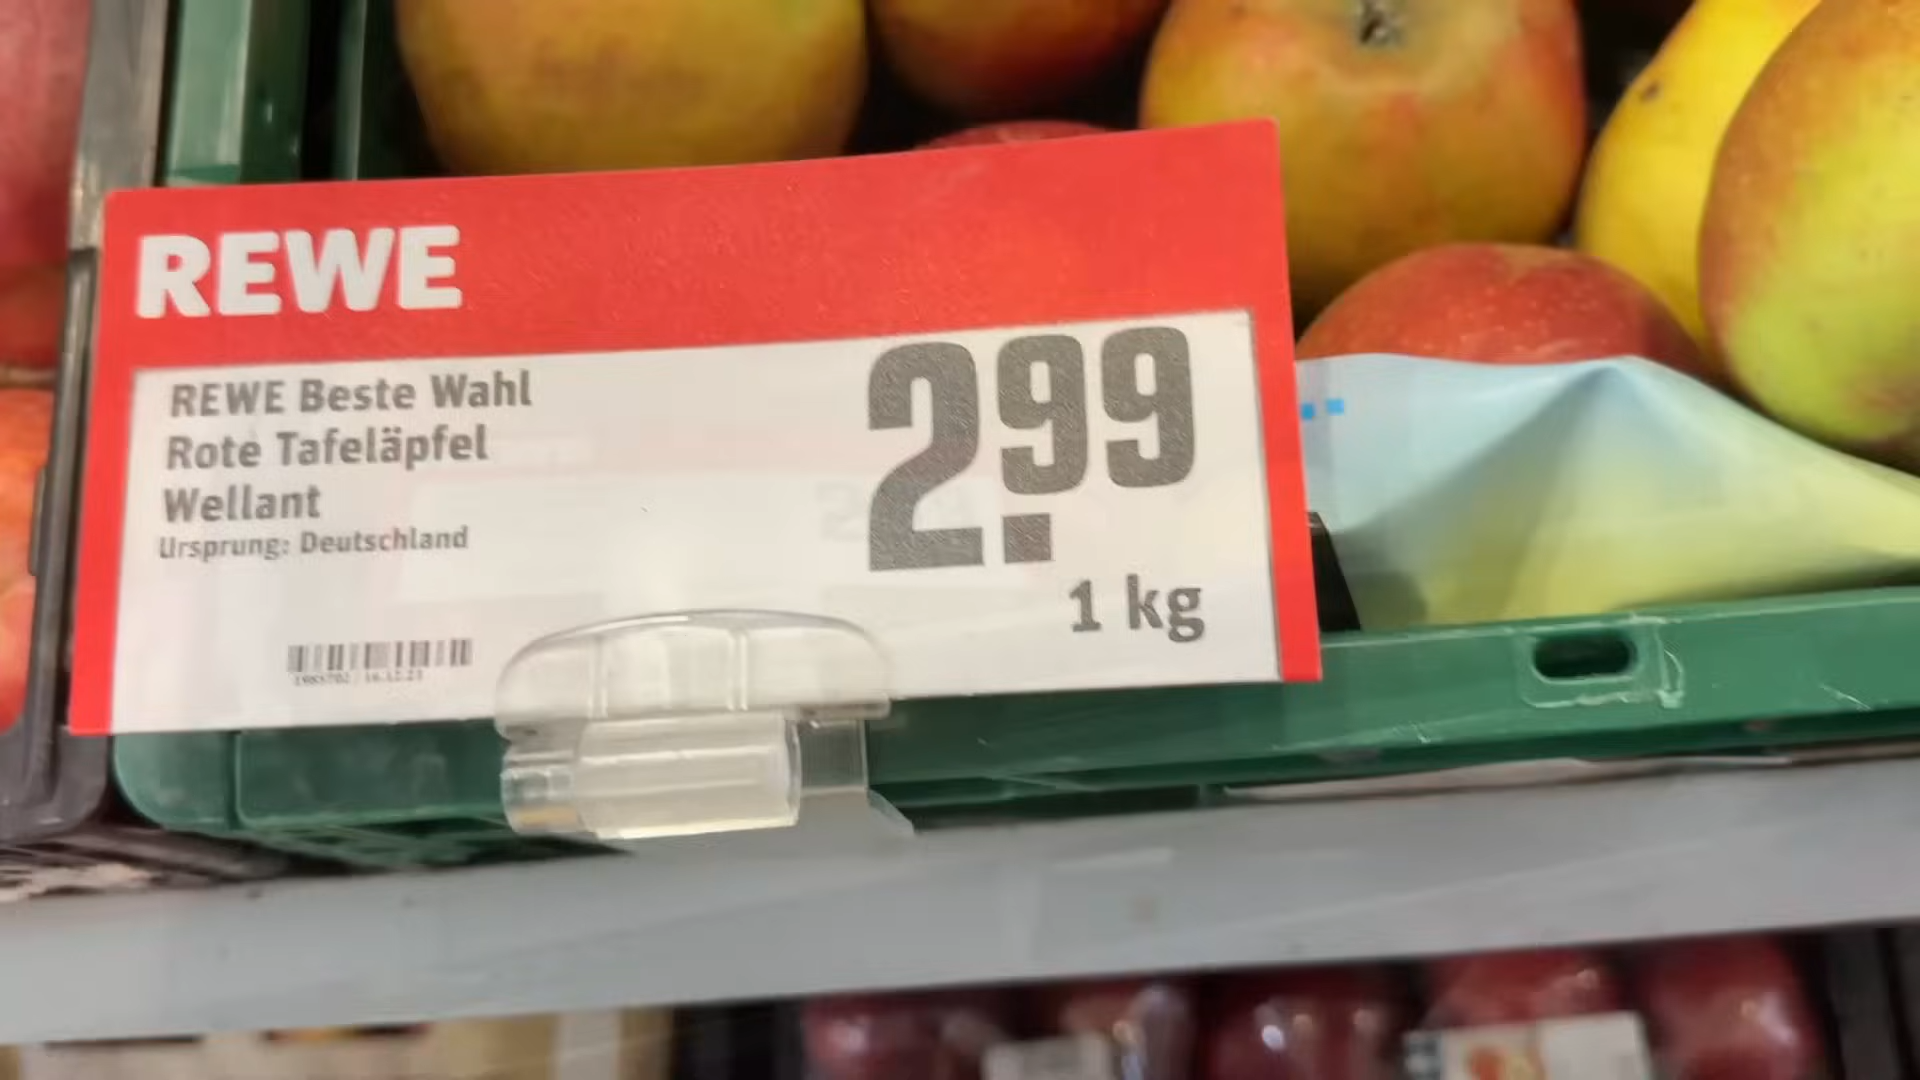 REWE
REWE Beste Wahl
Rote Tafeläpfel
Wellant
Ursprung: Deutschland
2.99
1 kg